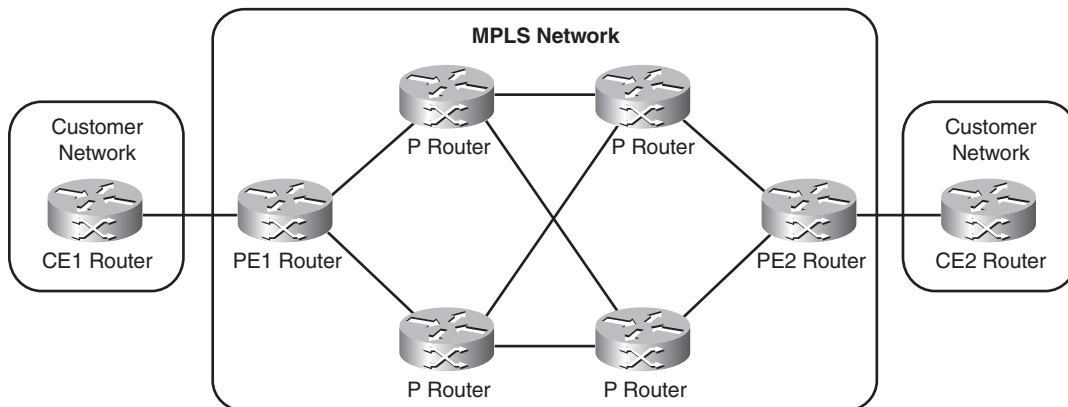 MPLS Network
P Router
P Router
Customer
Network
CE1 Router
PE1 Router
PE2 Router
Customer
Network
CE2 Router
P Router
P Router